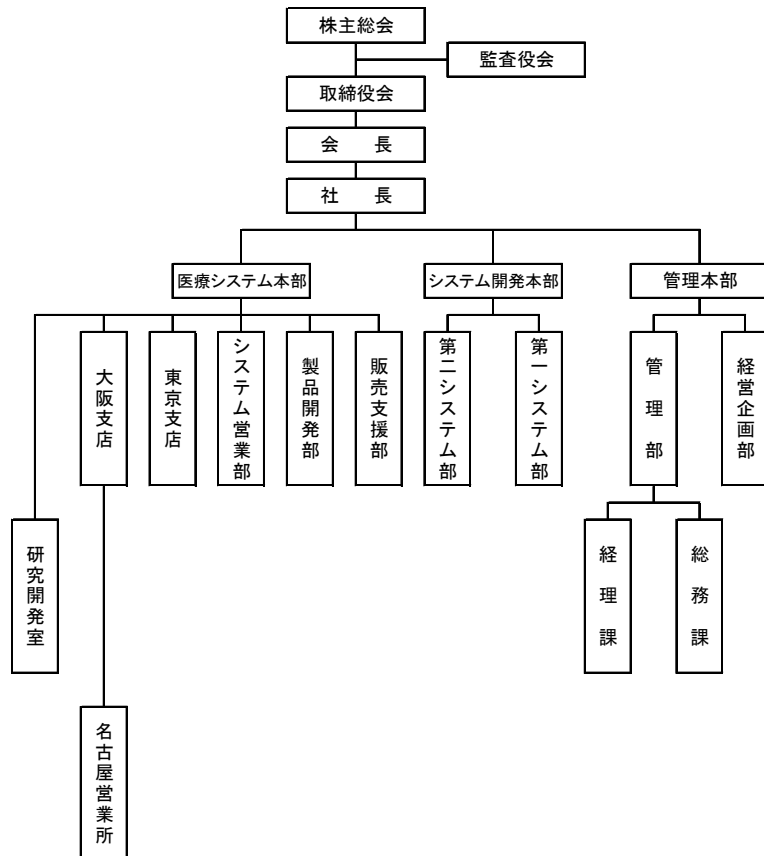 株主総会
監査役会
取締役会
会 長
社 長
医療システム本部
システム開発本部
管理本部
大阪支店
東京支店
システム営業部
製品開発部
販売支援部
第二システム部
第一システム部
管理部
経営企画部
研究開発室
経理課
総務課
名古屋営業所